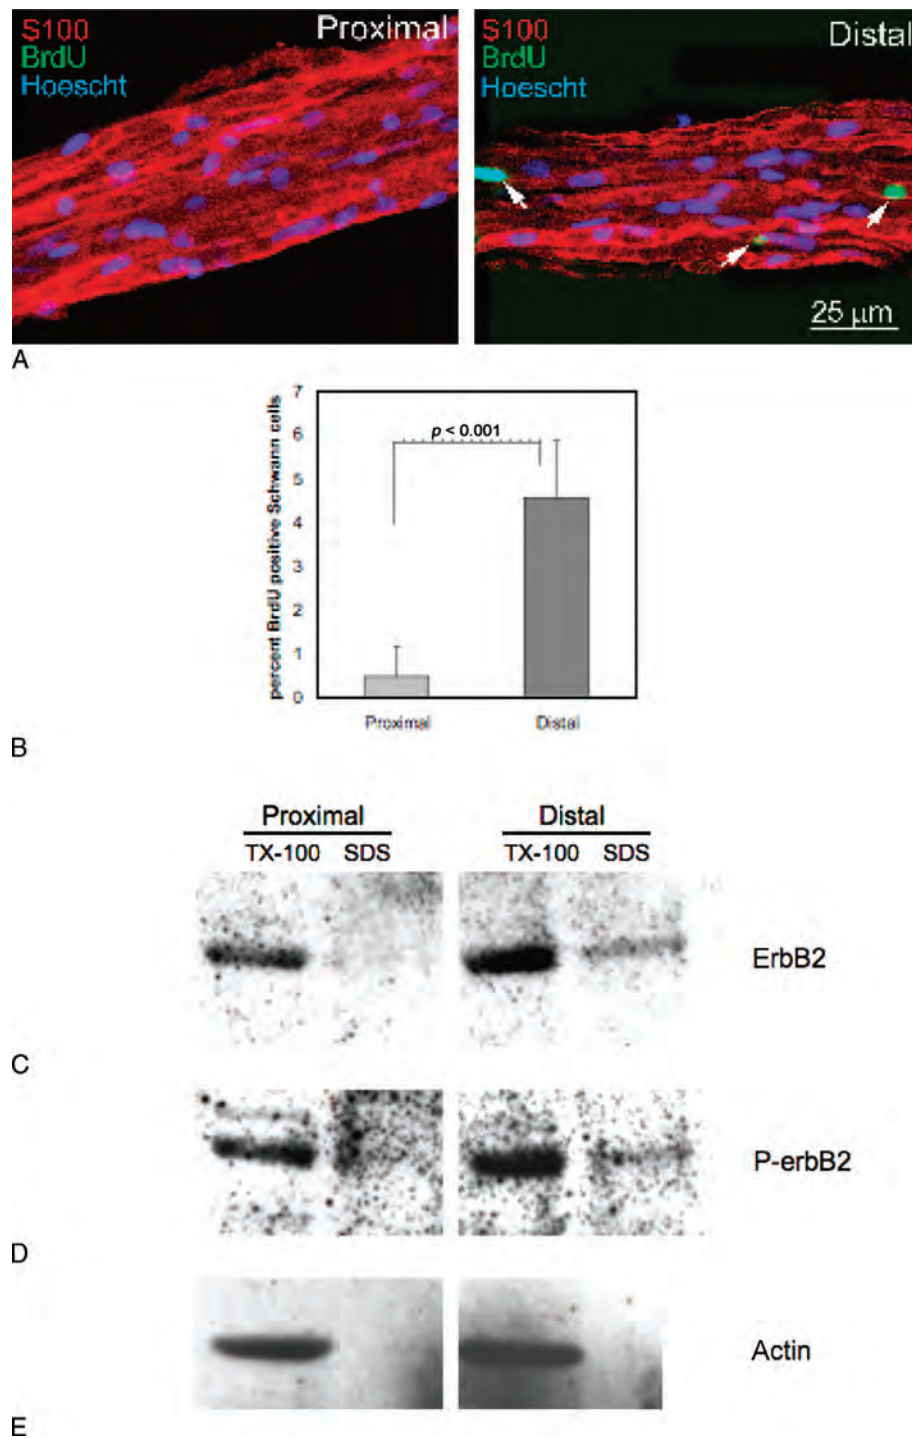 S100
BrdU
Hoescht
Proximal
S100
BrdU
Hoescht
Distal
25 µm
A
percent BrdU positive Schwann cells
7
6
5
4
3
2
1
0
p < 0.001
Proximal Distal
B
Proximal Distal
TX-100 SDS TX-100 SDS
ErbB2
C
P-erbB2
D
Actin
E